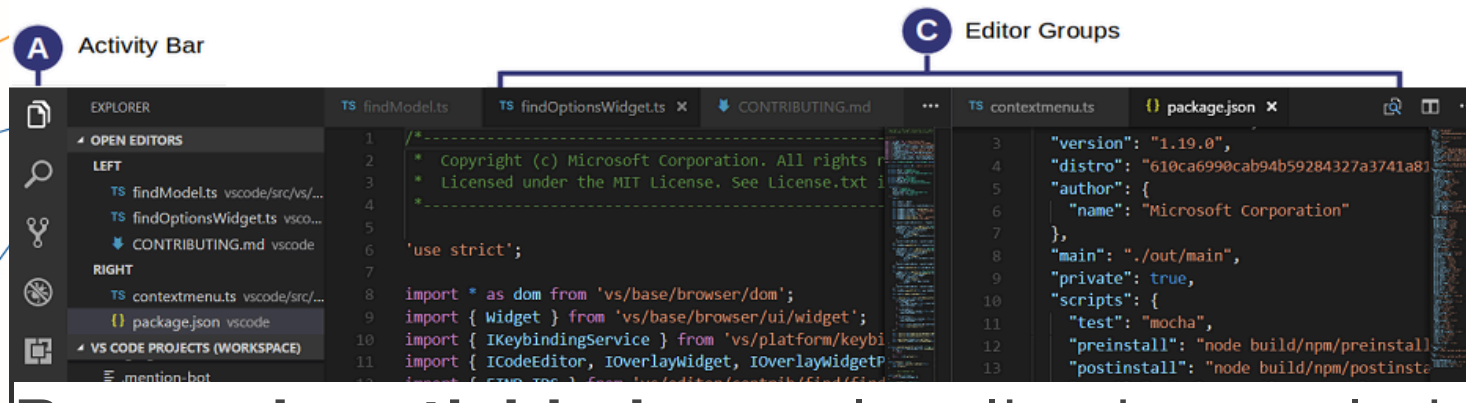 A Activity Bar
C Editor Groups
EXPLORER
OPEN EDITORS
LEFT
TS findModel.ts vscode/src/vs/...
TS findOptionsWidget.ts vsco...
CONTRIBUTING.md vscode
RIGHT
TS contextmenu.ts vscode/src/...
{} package.json vscode
VS CODE PROJECTS (WORKSPACE)
.mention-bot
TS findModel.ts TS findOptionsWidget.ts × CONTRIBUTING.md ...
1 /*--------------------------------------------------
2 * Copyright (c) Microsoft Corporation. All rights
3 * Licensed under the MIT License. See License.txt
4 *--------------------------------------------------
5
6 'use strict';
7
8 import * as dom from 'vs/base/browser/dom';
9 import { Widget } from 'vs/base/browser/ui/widget';
10 import { IKeybindingService } from 'vs/platform/keybi
11 import { ICodeEditor, IOverlayWidget, IOverlayWidgetP
TS contextmenu.ts {} package.json ×
3 "version": "1.19.0",
4 "distro": "610ca6990cab94b59284327a3741a81
5 "author": {
6 "name": "Microsoft Corporation"
7 },
8 "main": "./out/main",
9 "private": true,
10 "scripts": {
11 "test": "mocha",
12 "preinstall": "node build/npm/preinstall
13 "postinstall": "node build/npm/postinsta